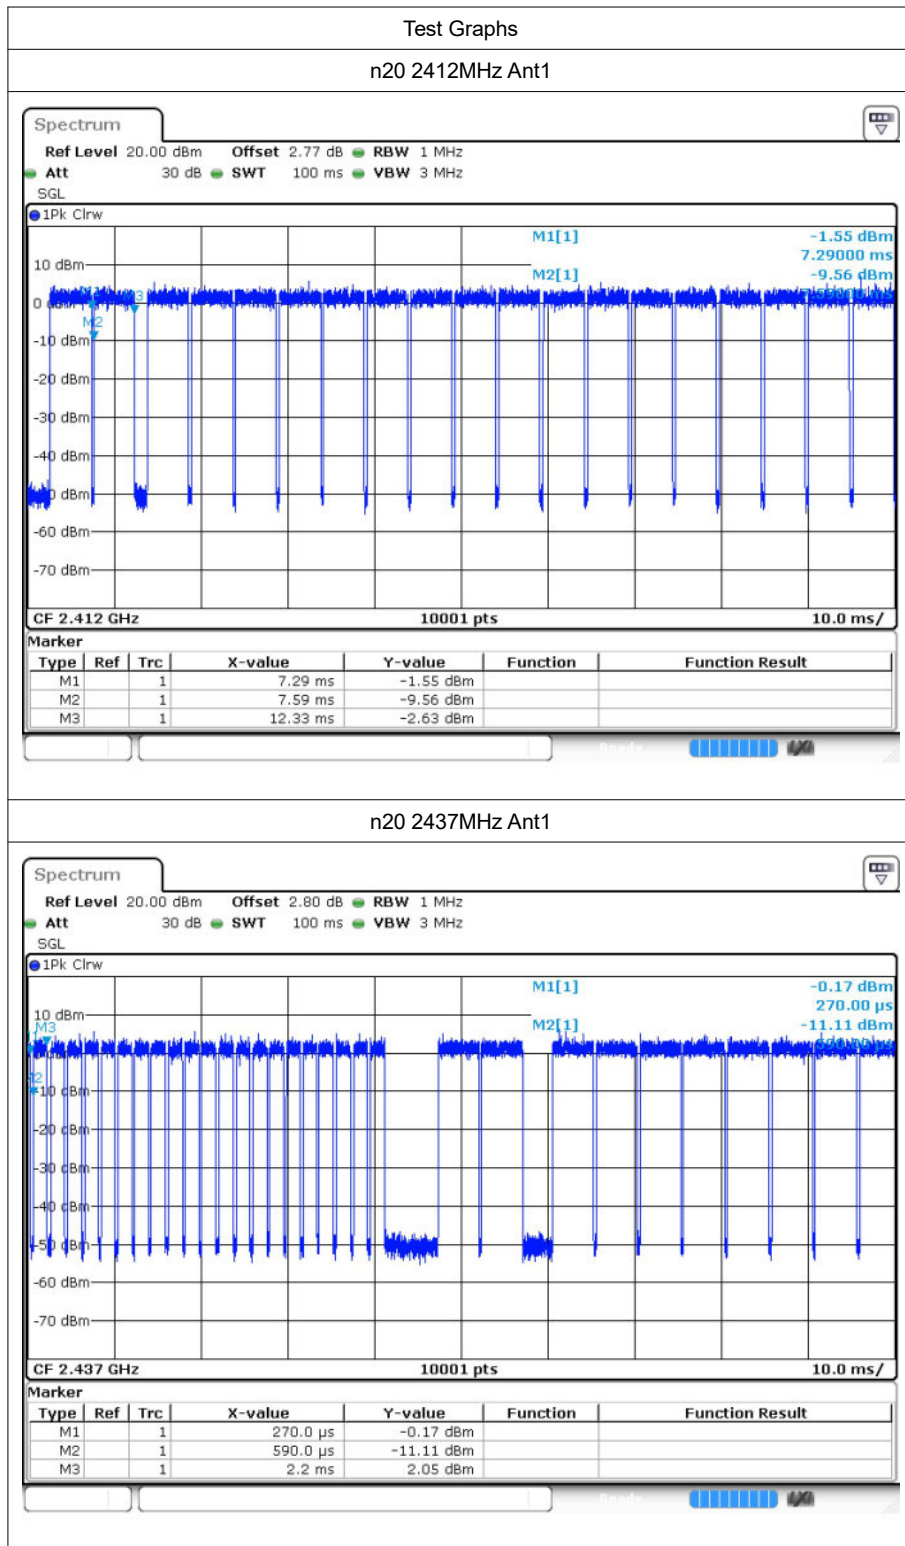 Test Graphs
n20 2412MHz Ant1
Spectrum
Ref Level 20.00 dBm Offset 2.77 dB RBW 1 MHz
Att 30 dB SWT 100 ms VBW 3 MHz
SGL
1Pk Clrw
M1[1] -1.55 dBm
7.29000 ms
10 dBm
M2[1] -9.56 dBm
M2
-10 dBm
-20 dBm
-30 dBm
-40 dBm
-60 dBm
-70 dBm
CF 2.412 GHz 10001 pts 10.0 ms/
Marker
Type Ref Trc X-value Y-value Function Function Result
M1 1 7.29 ms -1.55 dBm
M2 1 7.59 ms -9.56 dBm
M3 1 12.33 ms -2.63 dBm
n20 2437MHz Ant1
Spectrum
Ref Level 20.00 dBm Offset 2.80 dB RBW 1 MHz
Att 30 dB SWT 100 ms VBW 3 MHz
SGL
1Pk Clrw
M1[1] -0.17 dBm
270.00 µs
10 dBm
M3 M2[1] -11.11 dBm
-10 dBm
-20 dBm
-30 dBm
-40 dBm
-50 dBm
-60 dBm
-70 dBm
CF 2.437 GHz 10001 pts 10.0 ms/
Marker
Type Ref Trc X-value Y-value Function Function Result
M1 1 270.0 µs -0.17 dBm
M2 1 590.0 µs -11.11 dBm
M3 1 2.2 ms 2.05 dBm